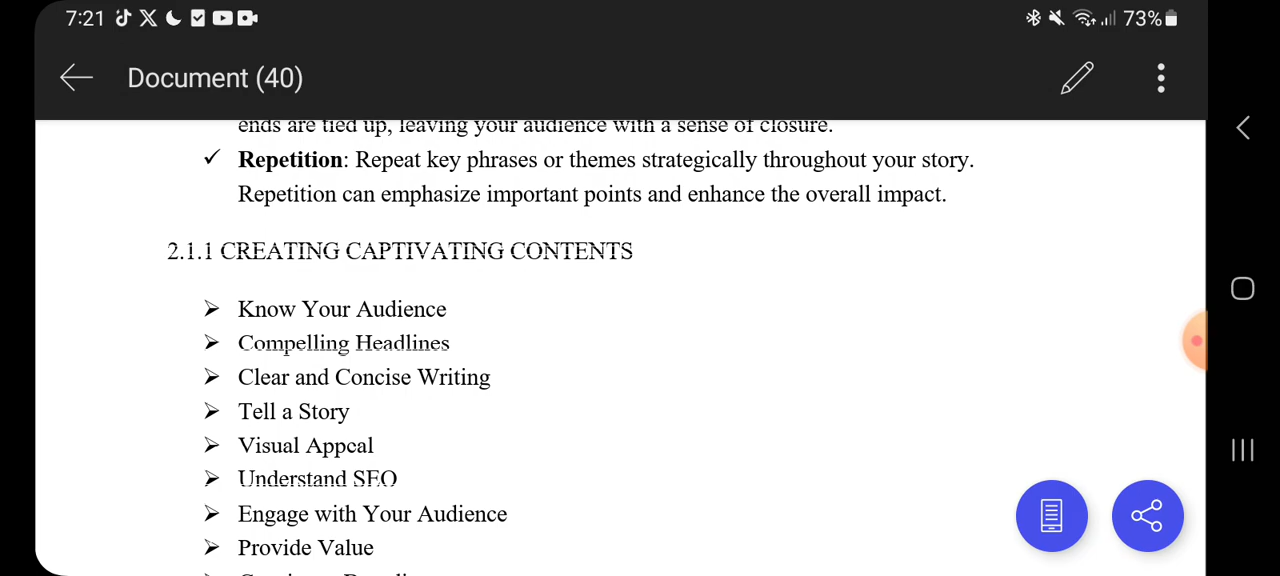 7:21
73%
Document (40)
ends are tied up, leaving your audience with a sense of closure.
✓ Repetition: Repeat key phrases or themes strategically throughout your story.
Repetition can emphasize important points and enhance the overall impact.
2.1.1 CREATING CAPTIVATING CONTENTS
➢ Know Your Audience
➢ Compelling Headlines
➢ Clear and Concise Writing
➢ Tell a Story
➢ Visual Appeal
➢ Understand SEO
➢ Engage with Your Audience
➢ Provide Value